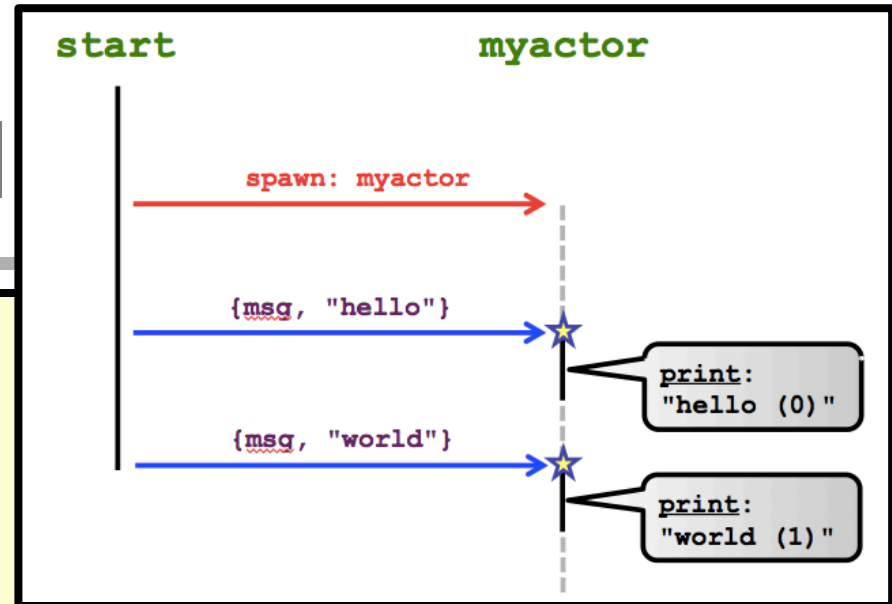 start
myactor
spawn: myactor
{msg, "hello"}
print:
"hello (0)"
{msg, "world"}
print:
"world (1)"